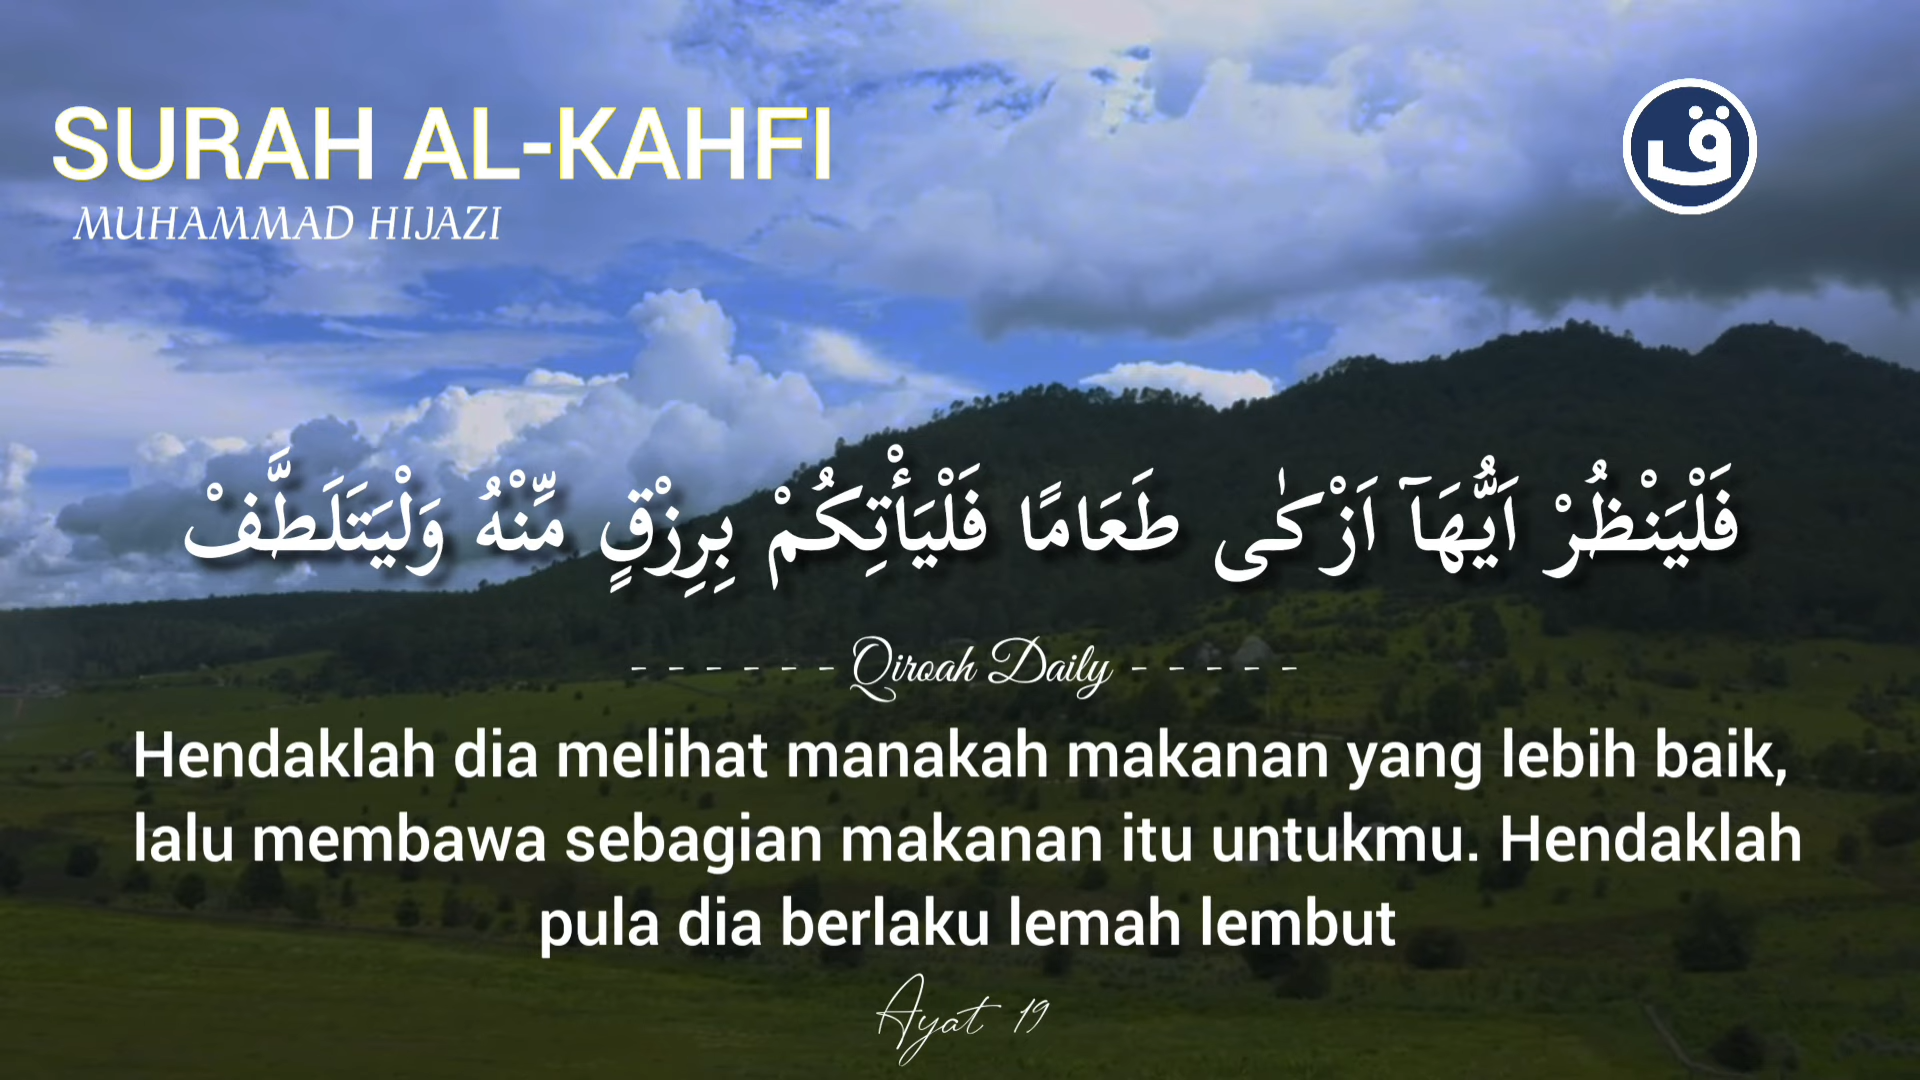 SURAH AL-KAHFI
MUHAMMAD HIJAZI
ق
فَلْيَنْظُرْ اَيُّهَآ اَزْكٰى طَعَامًا فَلْيَأْتِكُمْ بِرِزْقٍ مِّنْهُ وَلْيَتَلَطَّفْ
- - - - - - Qiroah Daily - - - - -
Hendaklah dia melihat manakah makanan yang lebih baik,
lalu membawa sebagian makanan itu untukmu. Hendaklah
pula dia berlaku lemah lembut
Ayat 19